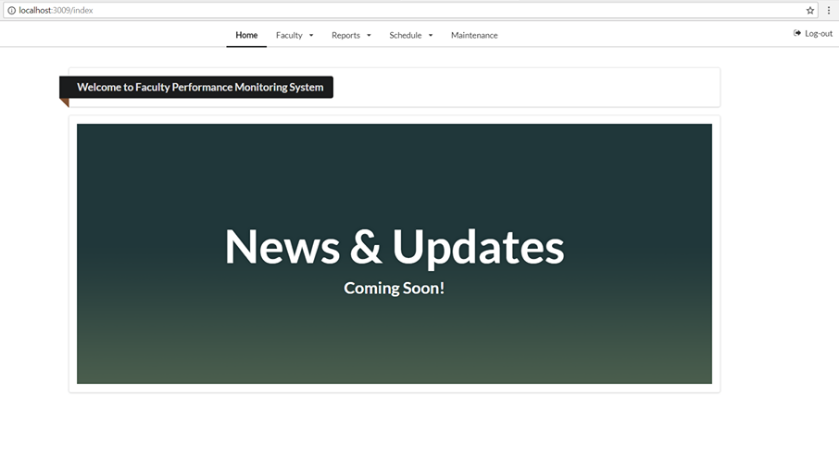 localhost:3009/index
Home Faculty Reports Schedule Maintenance Log-out
Welcome to Faculty Performance Monitoring System
News & Updates
Coming Soon!